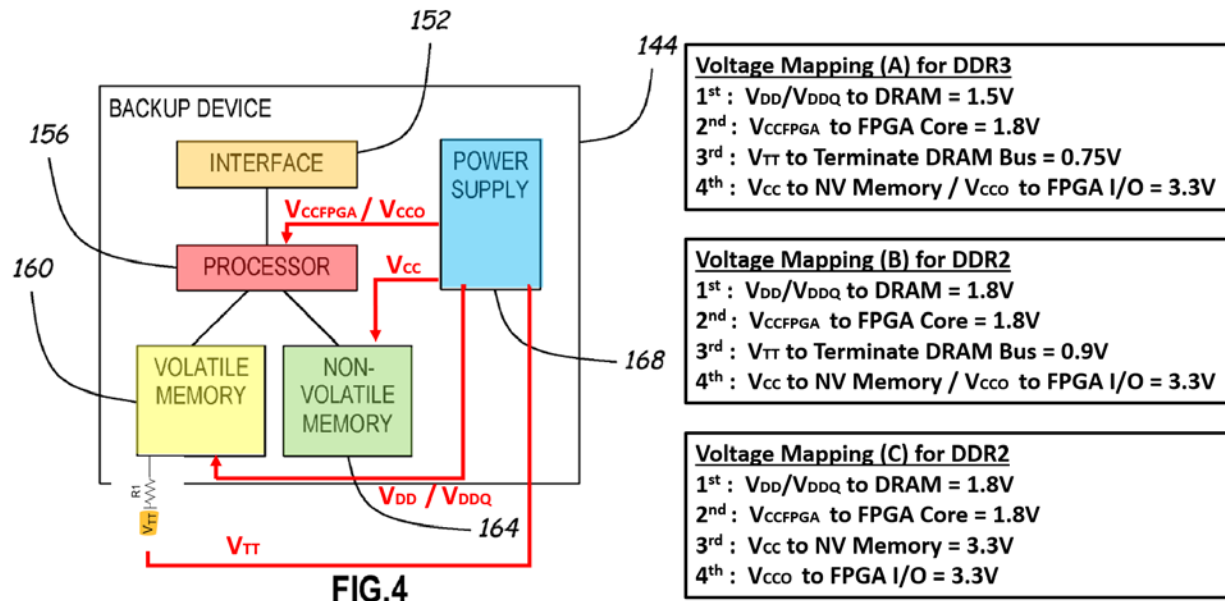 152
144
BACKUP DEVICE
156
INTERFACE
POWER
SUPPLY
VCCFPGA / VCCO
PROCESSOR
VCC
160
VOLATILE
MEMORY
NON-
VOLATILE
MEMORY
168
R1
VTT
VDD / VDDQ
164
VTT
FIG.4
Voltage Mapping (A) for DDR3
1st : VDD/VDDQ to DRAM = 1.5V
2nd : VCCFPGA to FPGA Core = 1.8V
3rd : VTT to Terminate DRAM Bus = 0.75V
4th : VCC to NV Memory / VCCO to FPGA I/O = 3.3V
Voltage Mapping (B) for DDR2
1st : VDD/VDDQ to DRAM = 1.8V
2nd : VCCFPGA to FPGA Core = 1.8V
3rd : VTT to Terminate DRAM Bus = 0.9V
4th : VCC to NV Memory / VCCO to FPGA I/O = 3.3V
Voltage Mapping (C) for DDR2
1st : VDD/VDDQ to DRAM = 1.8V
2nd : VCCFPGA to FPGA Core = 1.8V
3rd : VCC to NV Memory = 3.3V
4th : VCCO to FPGA I/O = 3.3V